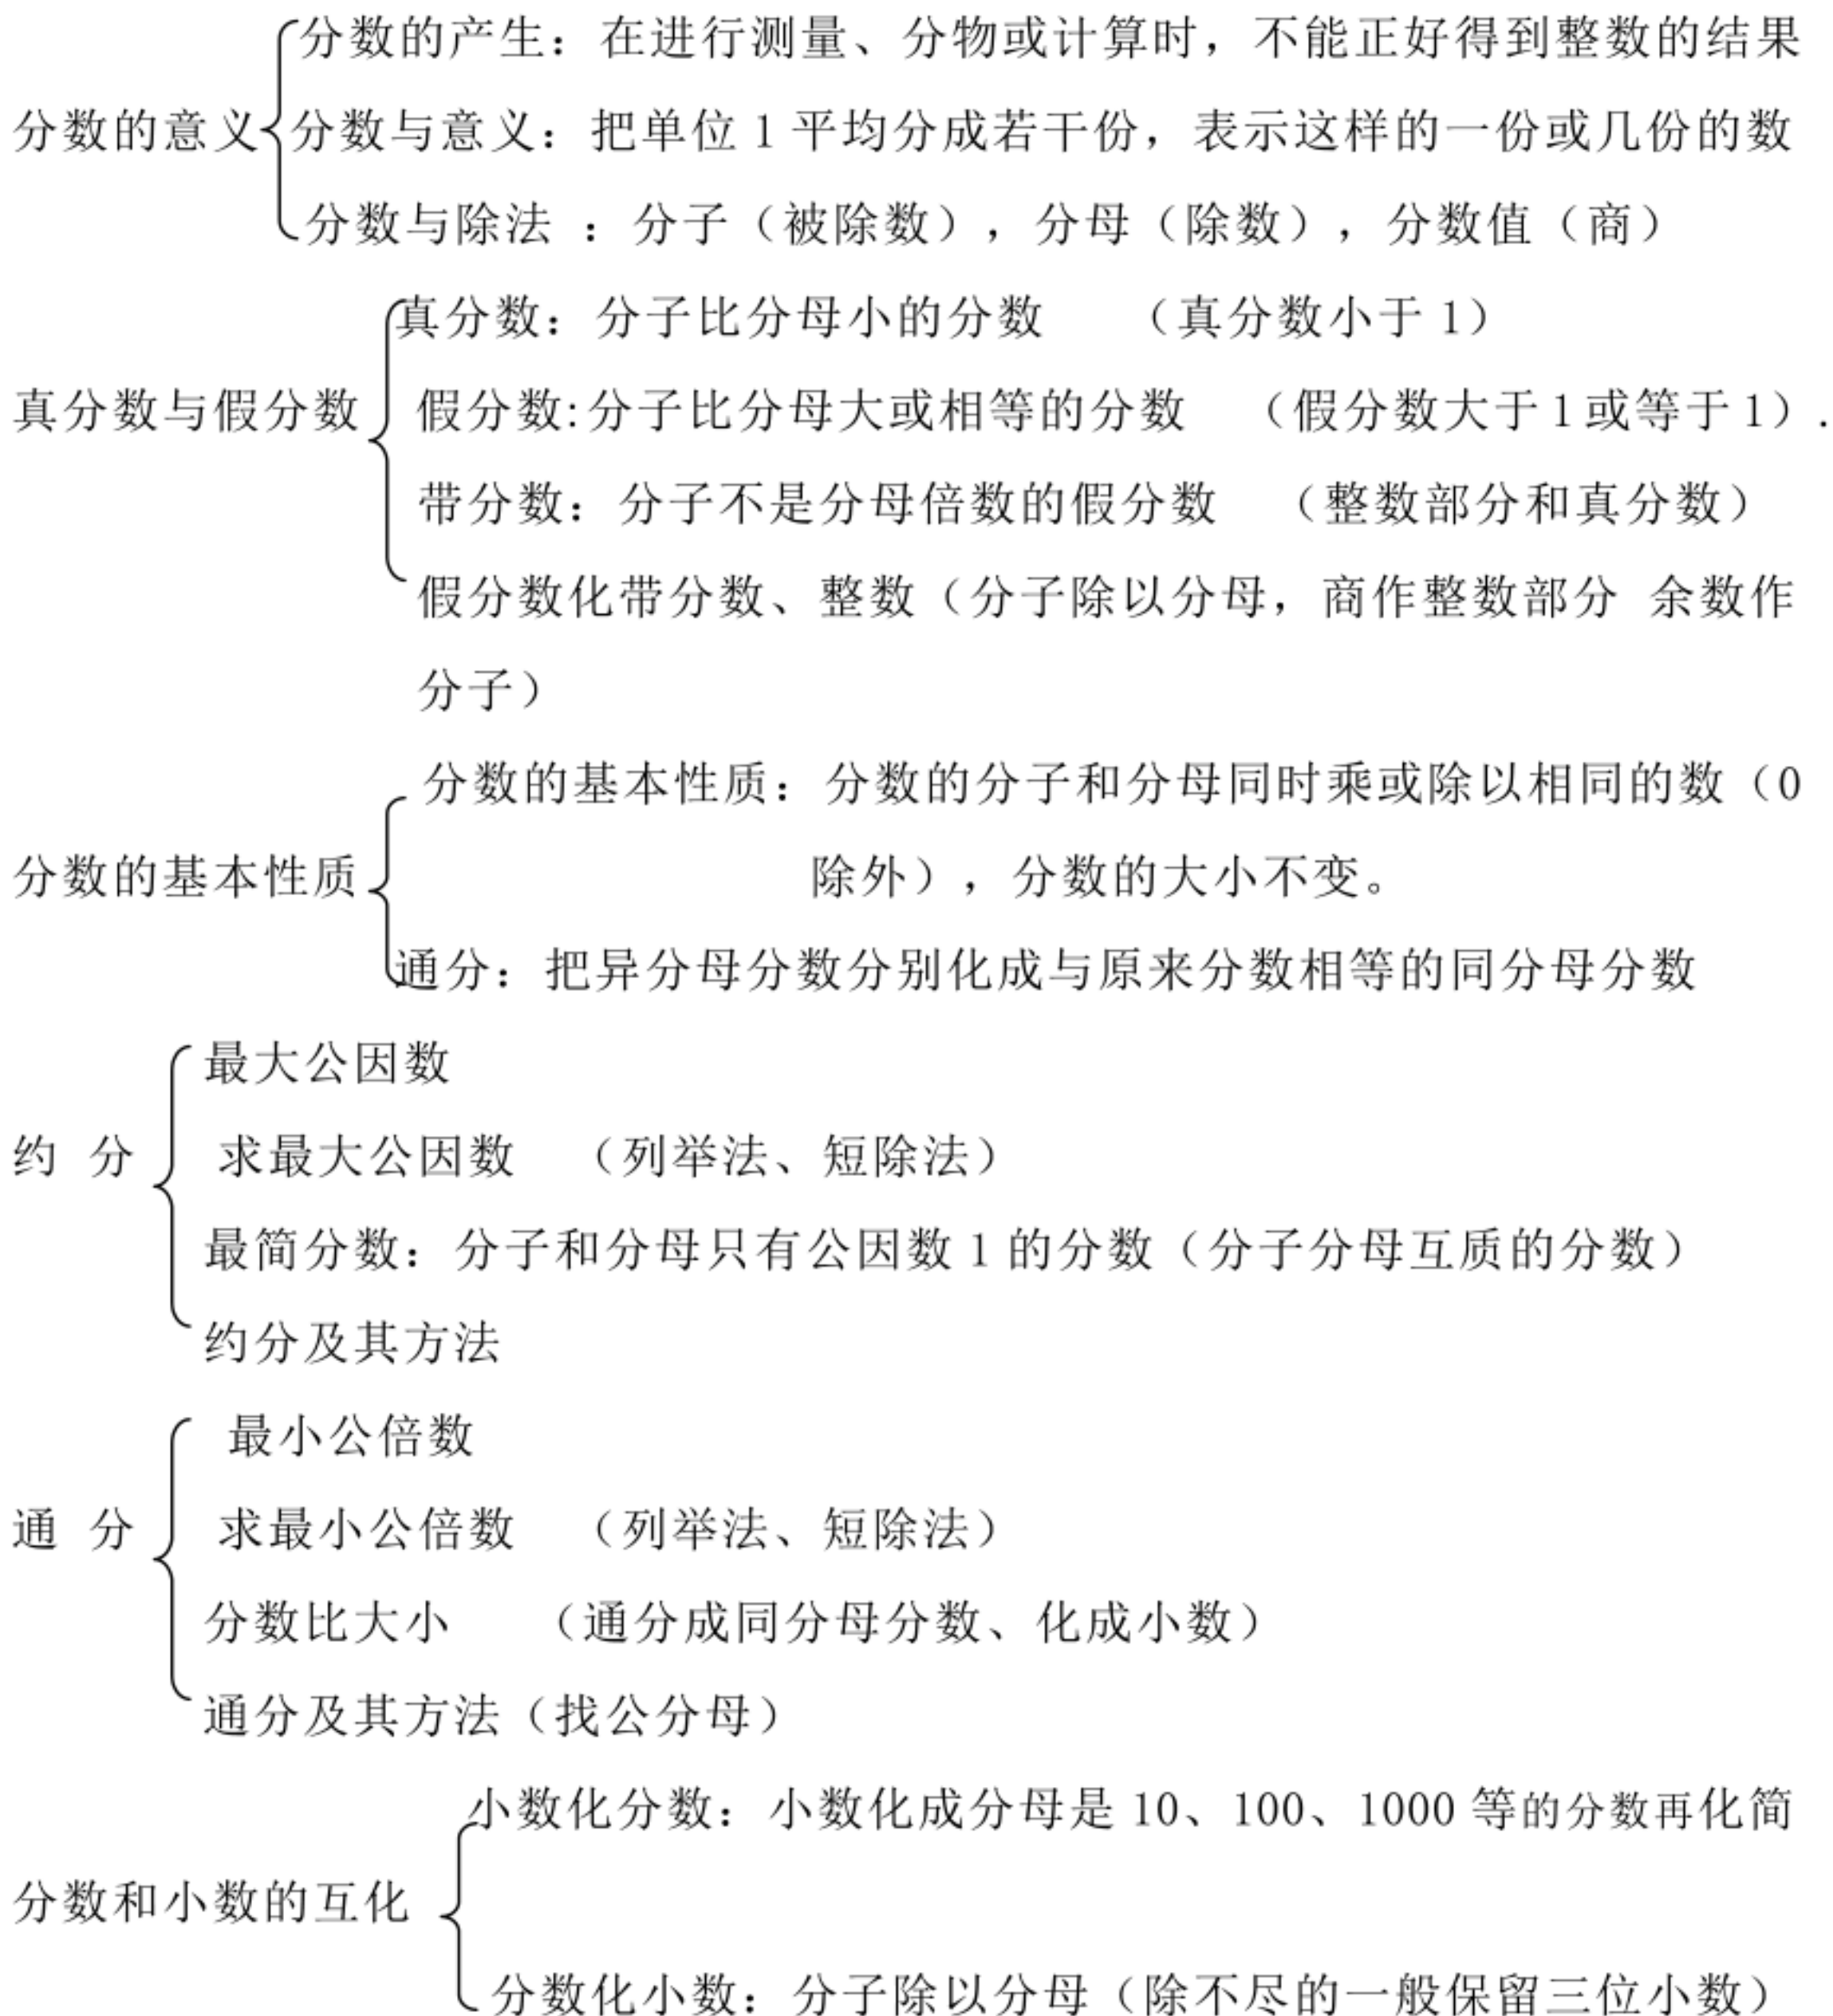 分数的产生：在进行测量、分物或计算时，不能正好得到整数的结果
分数的意义 分数与意义：把单位 1 平均分成若干份，表示这样的一份或几份的数
分数与除法 ：分子（被除数），分母（除数），分数值（商）
真分数：分子比分母小的分数 （真分数小于 1）
真分数与假分数 假分数:分子比分母大或相等的分数 （假分数大于 1 或等于 1）.
带分数：分子不是分母倍数的假分数 （整数部分和真分数）
假分数化带分数、整数（分子除以分母，商作整数部分 余数作
分子）
分数的基本性质：分数的分子和分母同时乘或除以相同的数（0
分数的基本性质 除外），分数的大小不变。
通分：把异分母分数分别化成与原来分数相等的同分母分数
最大公因数
约 分 求最大公因数 （列举法、短除法）
最简分数：分子和分母只有公因数 1 的分数（分子分母互质的分数）
约分及其方法
最小公倍数
通 分 求最小公倍数 （列举法、短除法）
分数比大小 （通分成同分母分数、化成小数）
通分及其方法（找公分母）
小数化分数：小数化成分母是 10、100、1000 等的分数再化简
分数和小数的互化
分数化小数：分子除以分母（除不尽的一般保留三位小数）